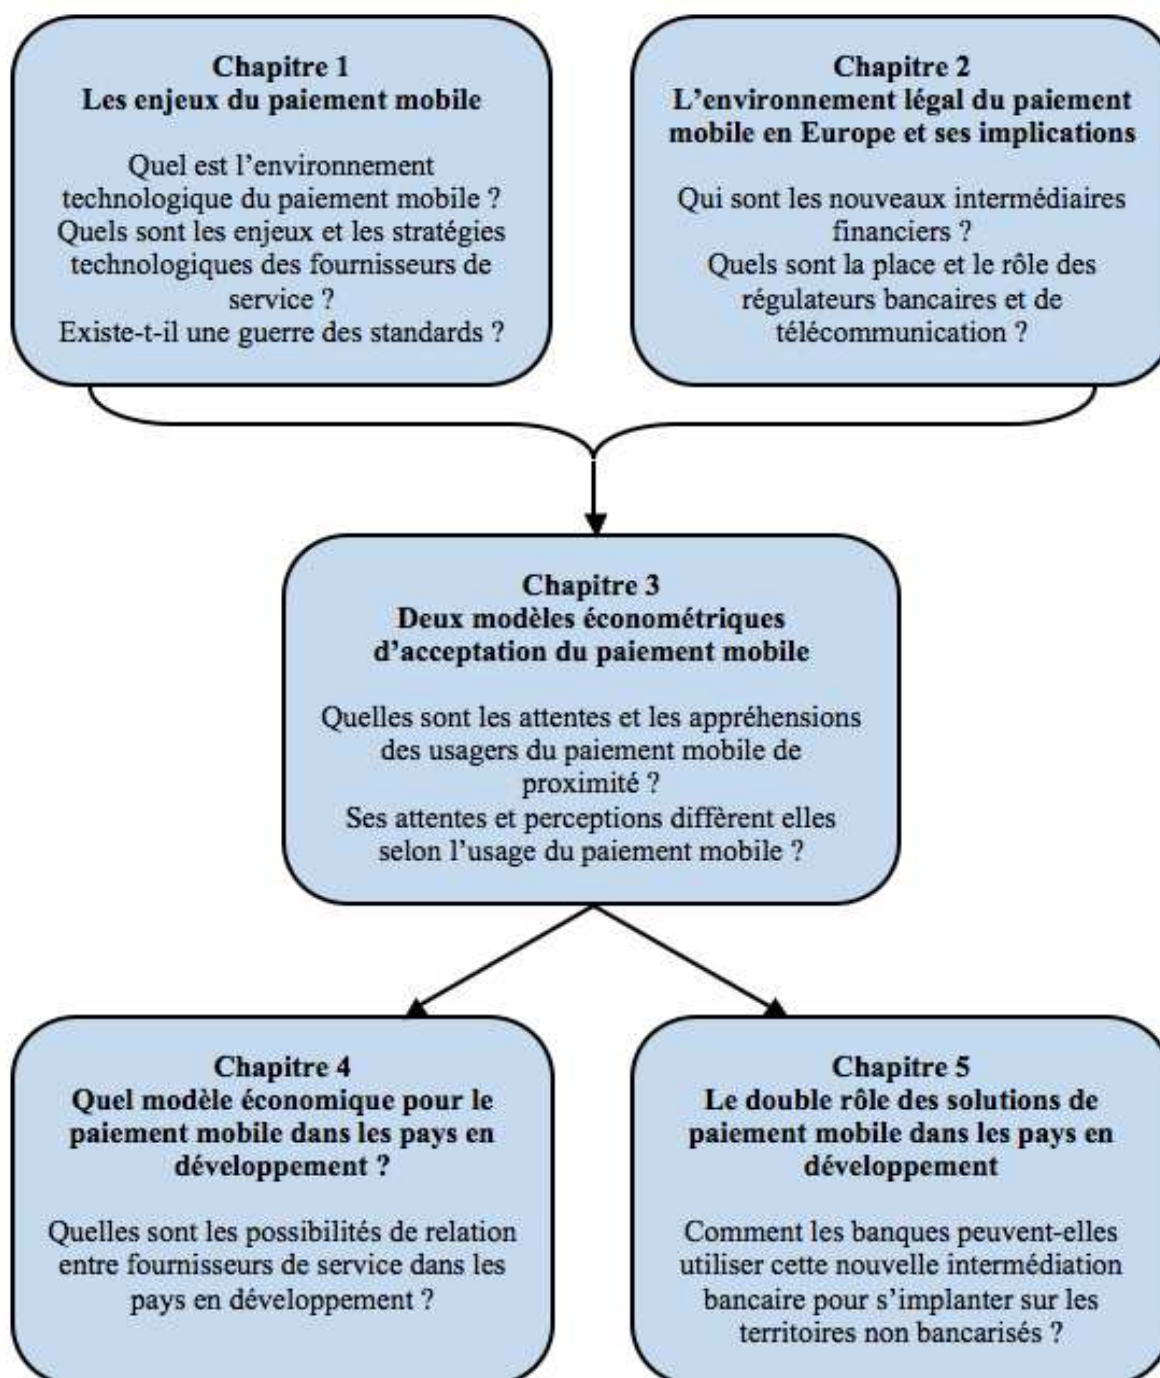 Chapitre 1
Les enjeux du paiement mobile
Quel est l’environnement
technologique du paiement mobile ?
Quels sont les enjeux et les stratégies
technologiques des fournisseurs de
service ?
Existe-t-il une guerre des standards ?
Chapitre 2
L’environnement légal du paiement
mobile en Europe et ses implications
Qui sont les nouveaux intermédiaires
financiers ?
Quels sont la place et le rôle des
régulateurs bancaires et de
télécommunication ?
Chapitre 3
Deux modèles économétriques
d’acceptation du paiement mobile
Quelles sont les attentes et les appréhensions
des usagers du paiement mobile de
proximité ?
Ses attentes et perceptions diffèrent elles
selon l’usage du paiement mobile ?
Chapitre 4
Quel modèle économique pour le
paiement mobile dans les pays en
développement ?
Quelles sont les possibilités de relation
entre fournisseurs de service dans les
pays en développement ?
Chapitre 5
Le double rôle des solutions de
paiement mobile dans les pays en
développement
Comment les banques peuvent-elles
utiliser cette nouvelle intermédiation
bancaire pour s’implanter sur les
territoires non bancarisés ?